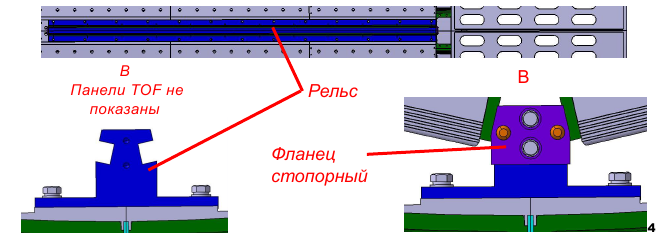 В
Панели TOF не
показаны
Рельс
В
Фланец
стопорный
4